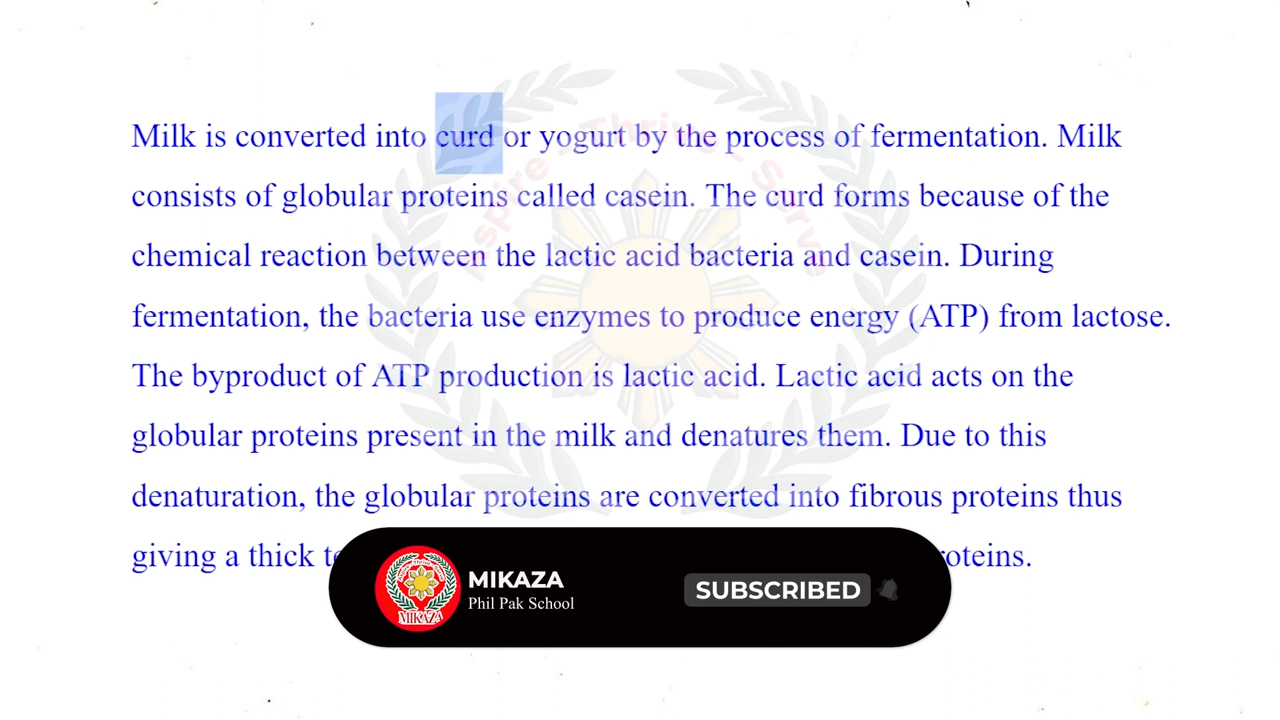 Milk is converted into curd or yogurt by the process of fermentation. Milk
consists of globular proteins called casein. The curd forms because of the
chemical reaction between the lactic acid bacteria and casein. During
fermentation, the bacteria use enzymes to produce energy (ATP) from lactose.
The byproduct of ATP production is lactic acid. Lactic acid acts on the
globular proteins present in the milk and denatures them. Due to this
denaturation, the globular proteins are converted into fibrous proteins thus
giving a thick
Aspire - Thrive - Serve
MIKAZA
Phil Pak School
SUBSCRIBED
MIKAZA